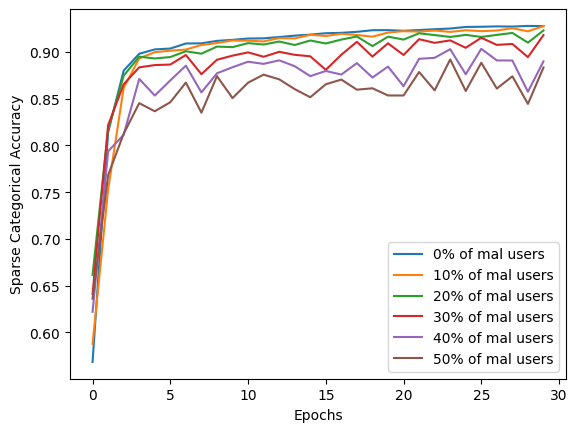 Sparse Categorical Accuracy
0.90
0.85
0.80
0.75
0.70
0.65
0.60
0% of mal users
10% of mal users
20% of mal users
30% of mal users
40% of mal users
50% of mal users
0 5 10 15 20 25 30
Epochs